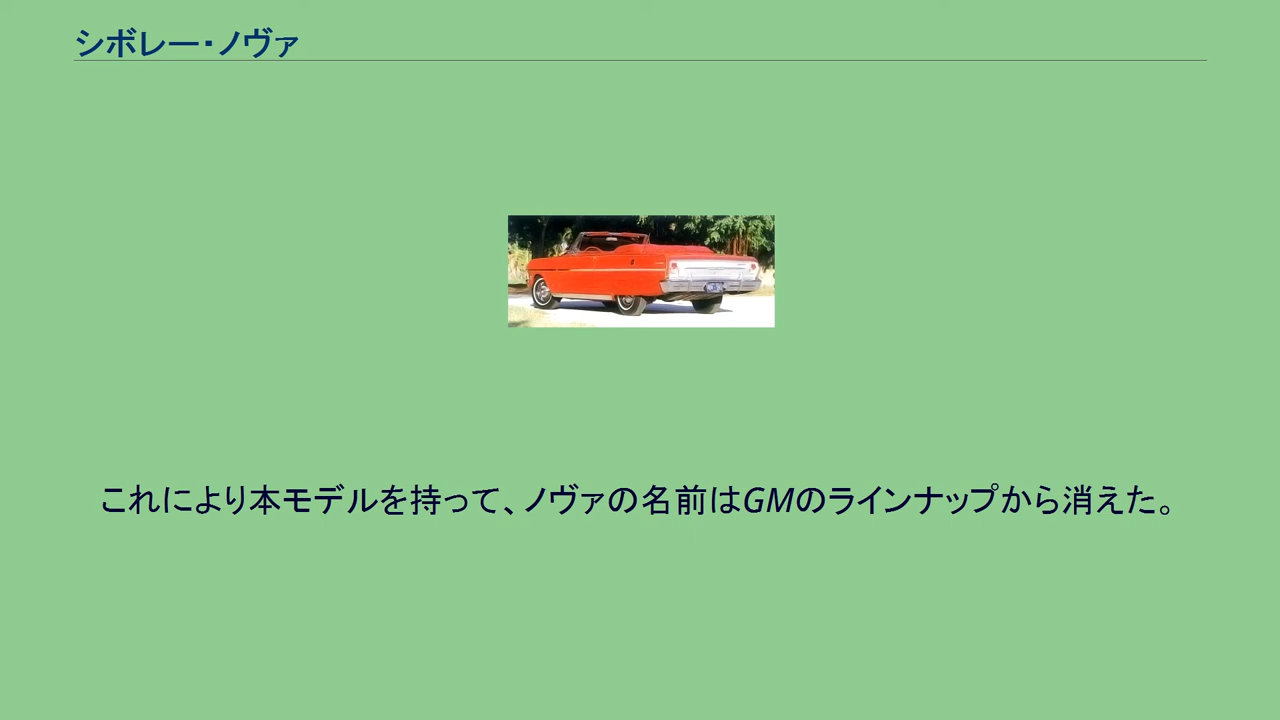 シボレー・ノヴァ
これにより本モデルを持って、ノヴァの名前はGMのラインナップから消えた。